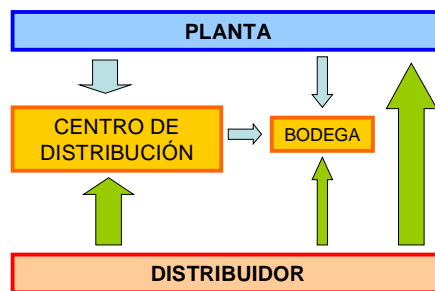 PLANTA
CENTRO DE
DISTRIBUCIÓN
BODEGA
DISTRIBUIDOR